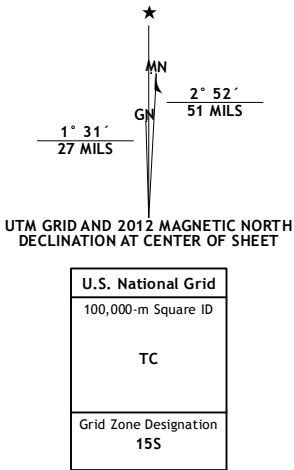 ★
MN
GN
2° 52´
51 MILS
1° 31´
27 MILS
UTM GRID AND 2012 MAGNETIC NORTH
DECLINATION AT CENTER OF SHEET
U.S. National Grid
100,000-m Square ID
TC
Grid Zone Designation
15S